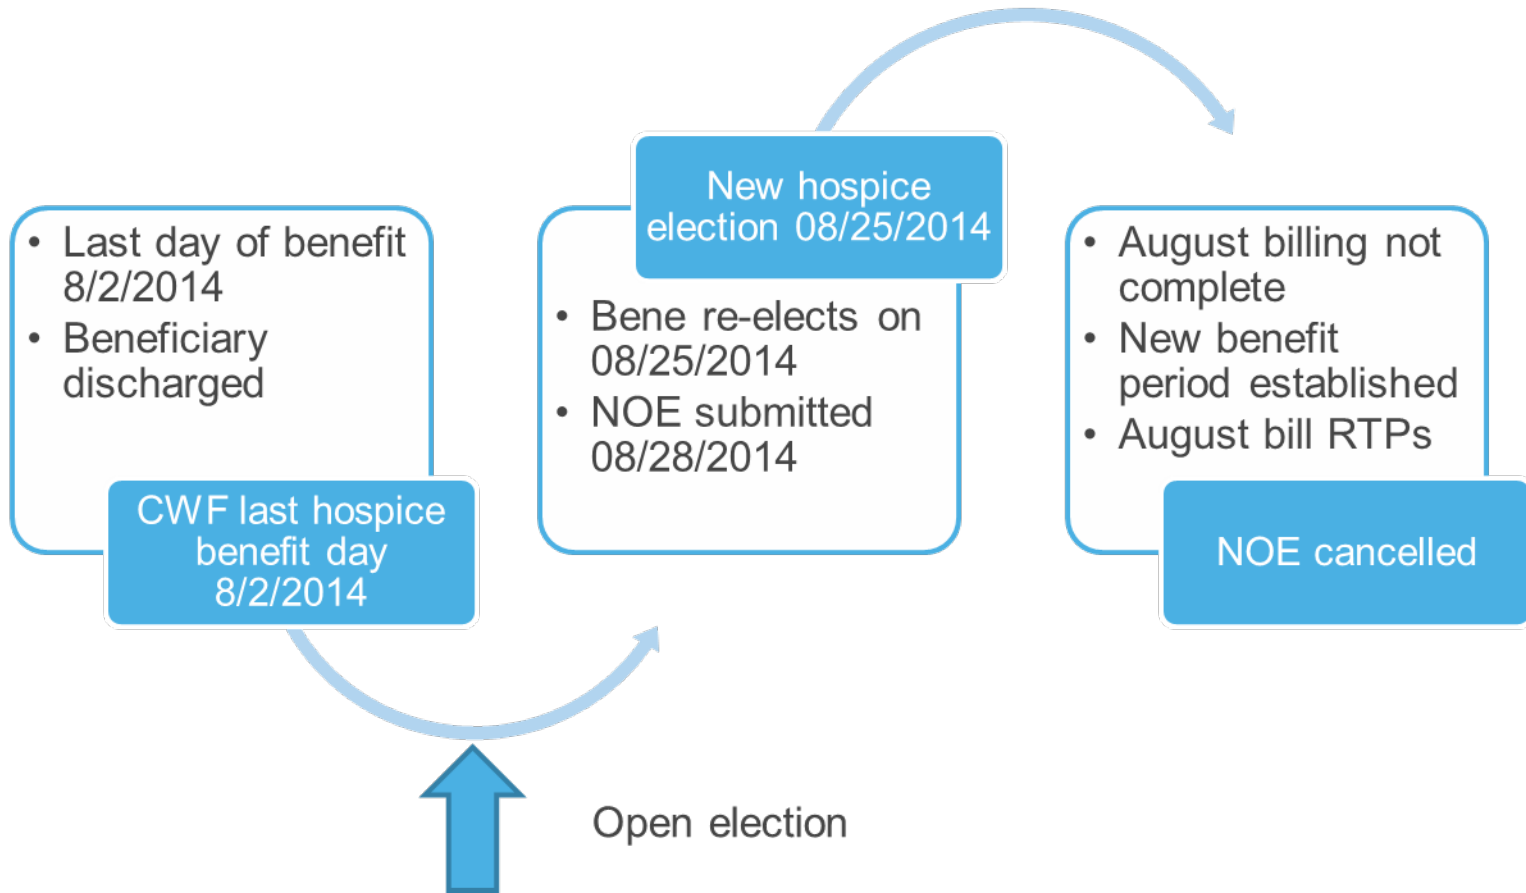 • Last day of benefit
8/2/2014
• Beneficiary
discharged
CWF last hospice
benefit day
8/2/2014
New hospice
election 08/25/2014
• Bene re-elects on
08/25/2014
• NOE submitted
08/28/2014
• August billing not
complete
• New benefit
period established
• August bill RTPs
NOE cancelled
Open election